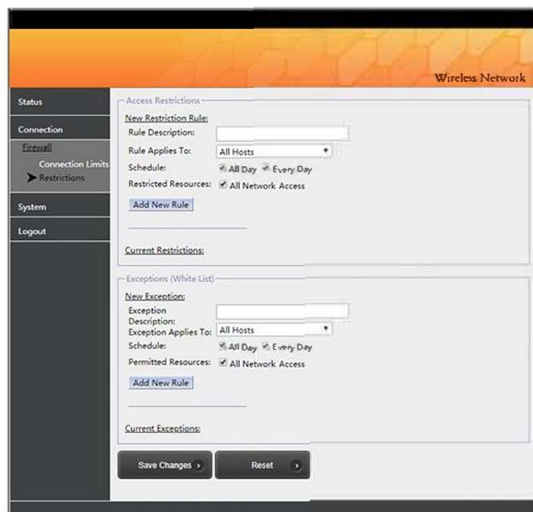 Wireless Network
Status
Connection
Firewall
Connection Limits
Restrictions
System
Logout
Access Restrictions
New Restriction Rule:
Rule Description:
Rule Applies To: All Hosts
Schedule: All Day Every Day
Restricted Resources: All Network Access
Add New Rule
Current Restrictions:
Exceptions (White List)
New Exception:
Exception
Description:
Exception Applies To: All Hosts
Schedule: All Day Every Day
Permitted Resources: All Network Access
Add New Rule
Current Exceptions:
Save Changes Reset